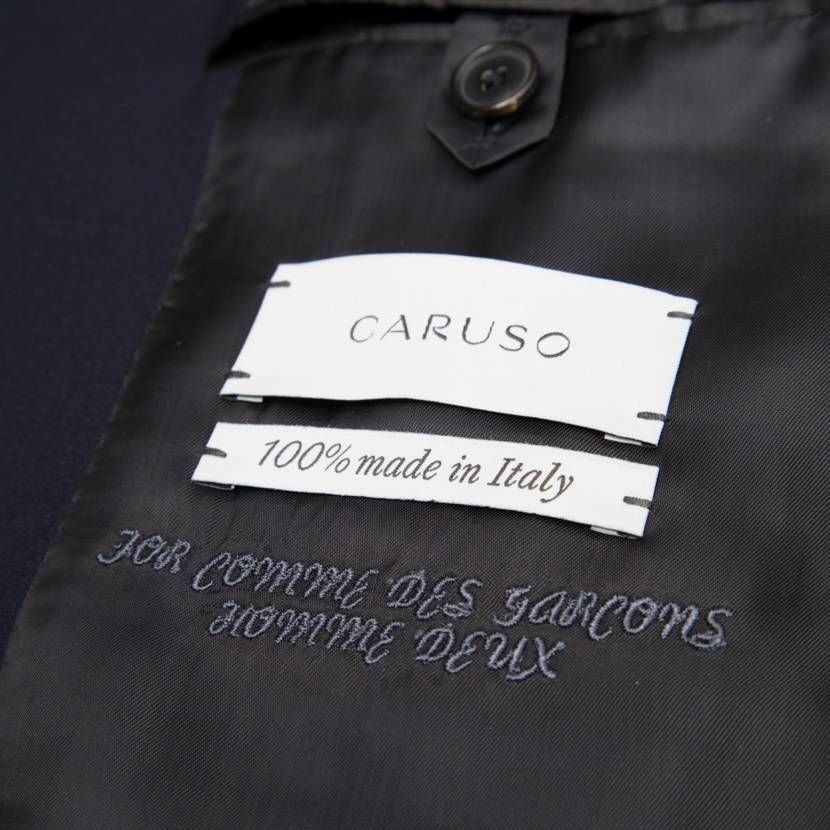 CARUSO
100% made in Italy
FOR COMME DES GARCONS
HOMME DEUX